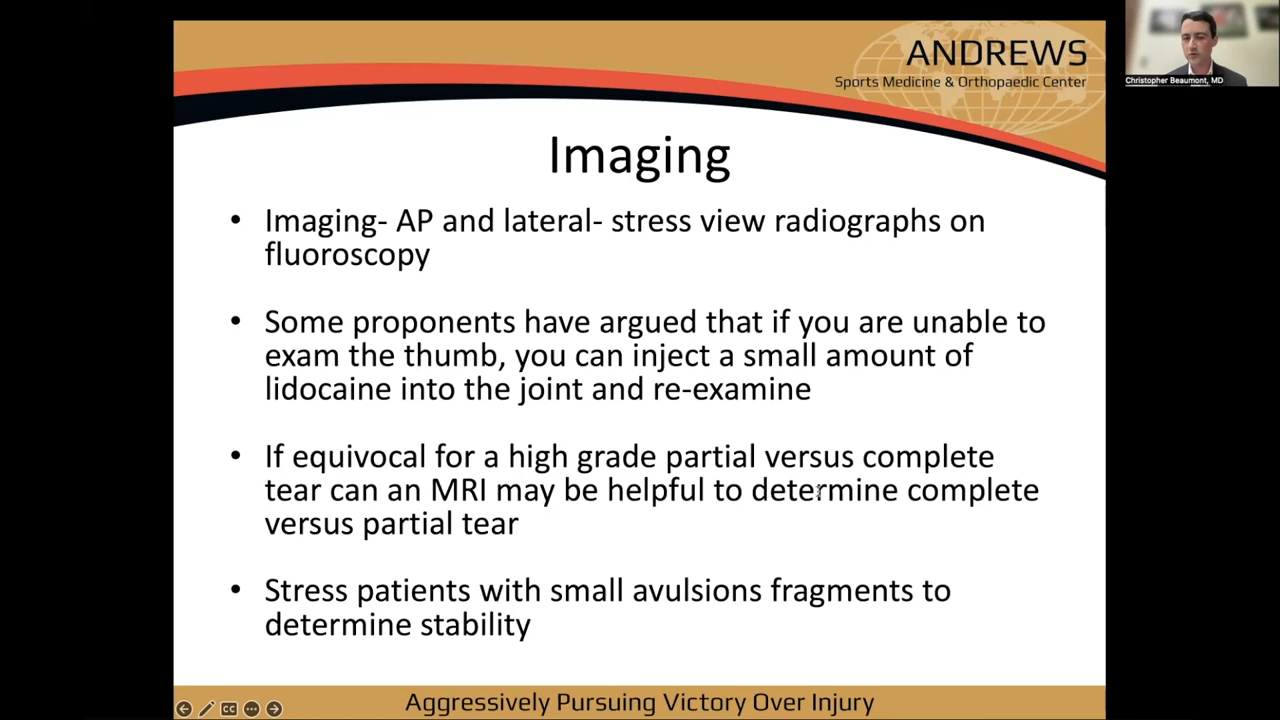 ANDREWS
Sports Medicine & Orthopaedic Center
Christopher Beaumont, MD
Imaging
• Imaging- AP and lateral- stress view radiographs on
fluoroscopy
• Some proponents have argued that if you are unable to
exam the thumb, you can inject a small amount of
lidocaine into the joint and re-examine
• If equivocal for a high grade partial versus complete
tear can an MRI may be helpful to determine complete
versus partial tear
• Stress patients with small avulsions fragments to
determine stability
CC
Aggressively Pursuing Victory Over Injury